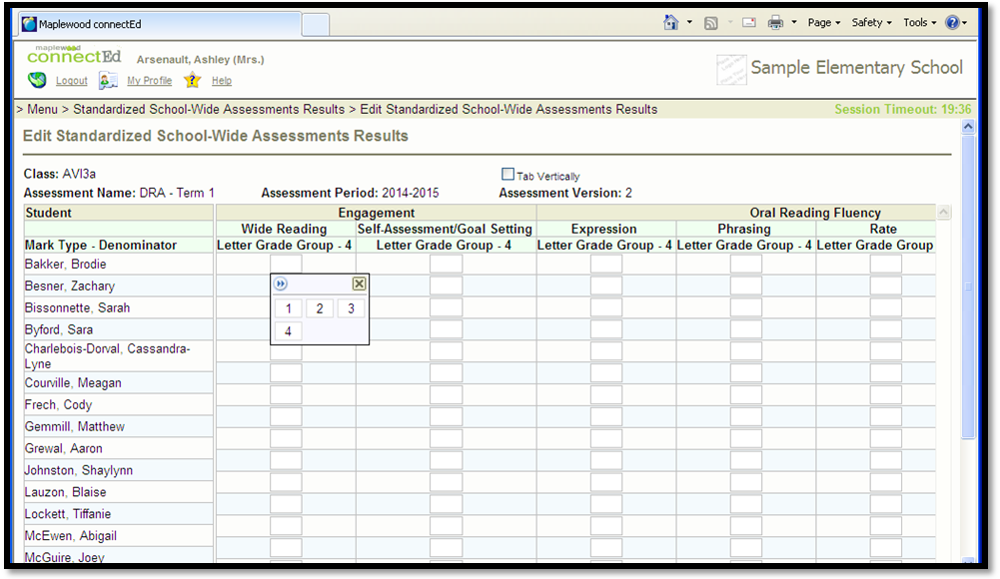 Maplewood connectEd
Page Safety Tools
maplewood
connectEd Arsenault, Ashley (Mrs.)
Logout My Profile Help
Sample Elementary School
> Menu > Standardized School-Wide Assessments Results > Edit Standardized School-Wide Assessments Results Session Timeout: 19:36
Edit Standardized School-Wide Assessments Results
Class: AVI3a Tab Vertically
Assessment Name: DRA - Term 1 Assessment Period: 2014-2015 Assessment Version: 2
Student Engagement Oral Reading Fluency
Wide Reading Self-Assessment/Goal Setting Expression Phrasing Rate
Mark Type - Denominator Letter Grade Group - 4 Letter Grade Group - 4 Letter Grade Group - 4 Letter Grade Group - 4 Letter Grade Group
Bakker, Brodie
Besner, Zachary
Bissonnette, Sarah 1 2 3
Byford, Sara 4
Charlebois-Dorval, Cassandra-
Lyne
Courville, Meagan
Frech, Cody
Gemmill, Matthew
Grewal, Aaron
Johnston, Shaylynn
Lauzon, Blaise
Lockett, Tiffanie
McEwen, Abigail
McGuire, Joey